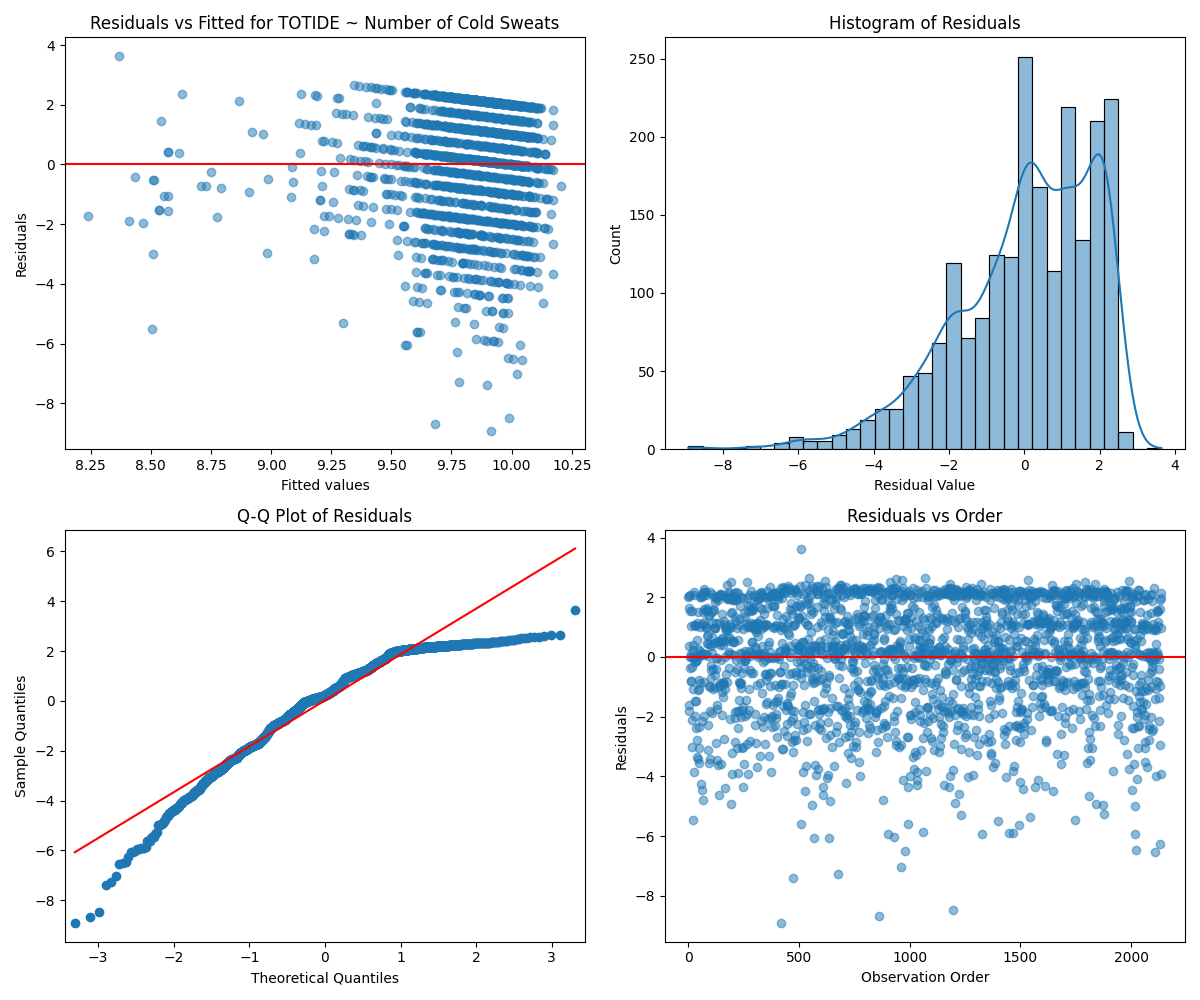 Residuals vs Fitted for TOTIDE ~ Number of Cold Sweats
4
2
0
−2
−4
−6
−8
Residuals
8.25 8.50 8.75 9.00 9.25 9.50 9.75 10.00 10.25
Fitted values
Histogram of Residuals
250
200
150
100
50
0
Count
−8 −6 −4 −2 0 2 4
Residual Value
Q-Q Plot of Residuals
6
4
2
0
−2
−4
−6
−8
Sample Quantiles
−3 −2 −1 0 1 2 3
Theoretical Quantiles
Residuals vs Order
4
2
0
−2
−4
−6
−8
Residuals
0 500 1000 1500 2000
Observation Order